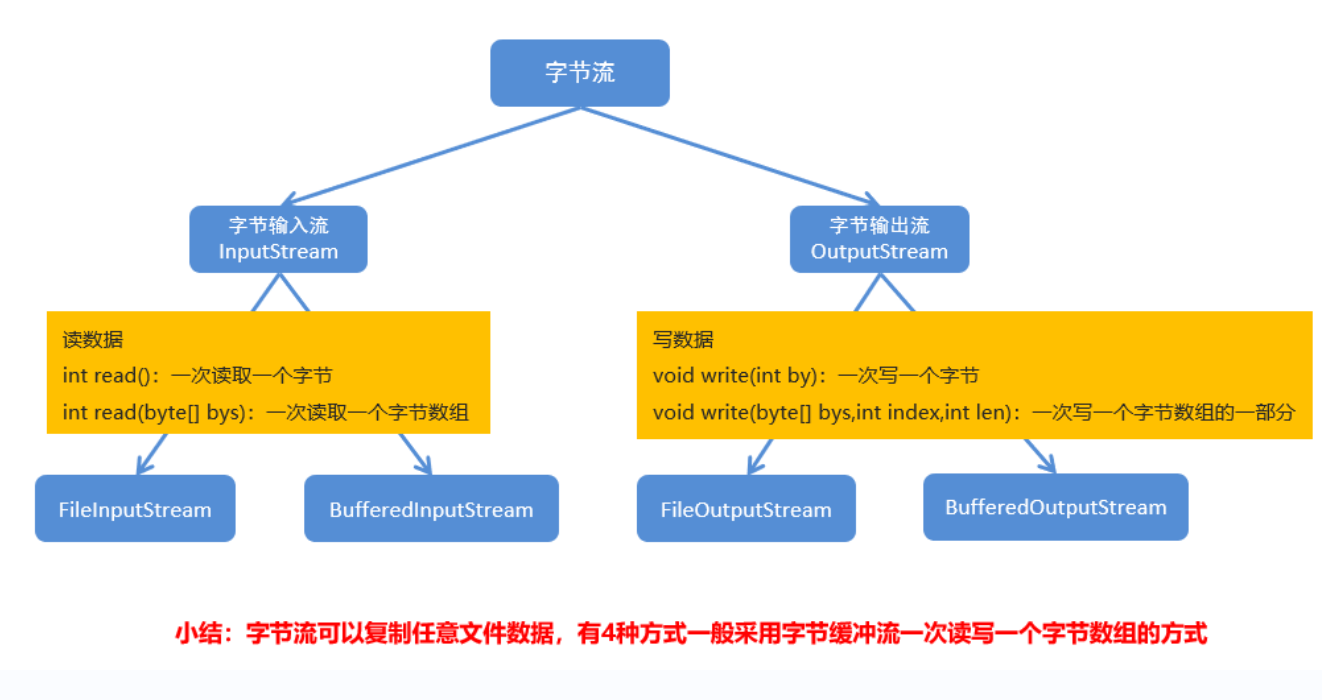 字节流
字节输入流
InputStream
字节输出流
OutputStream
读数据
int read()：一次读取一个字节
int read(byte[] bys)：一次读取一个字节数组
写数据
void write(int by)：一次写一个字节
void write(byte[] bys,int index,int len)：一次写一个字节数组的一部分
FileInputStream
BufferedInputStream
FileOutputStream
BufferedOutputStream
小结：字节流可以复制任意文件数据，有4种方式一般采用字节缓冲流一次读写一个字节数组的方式